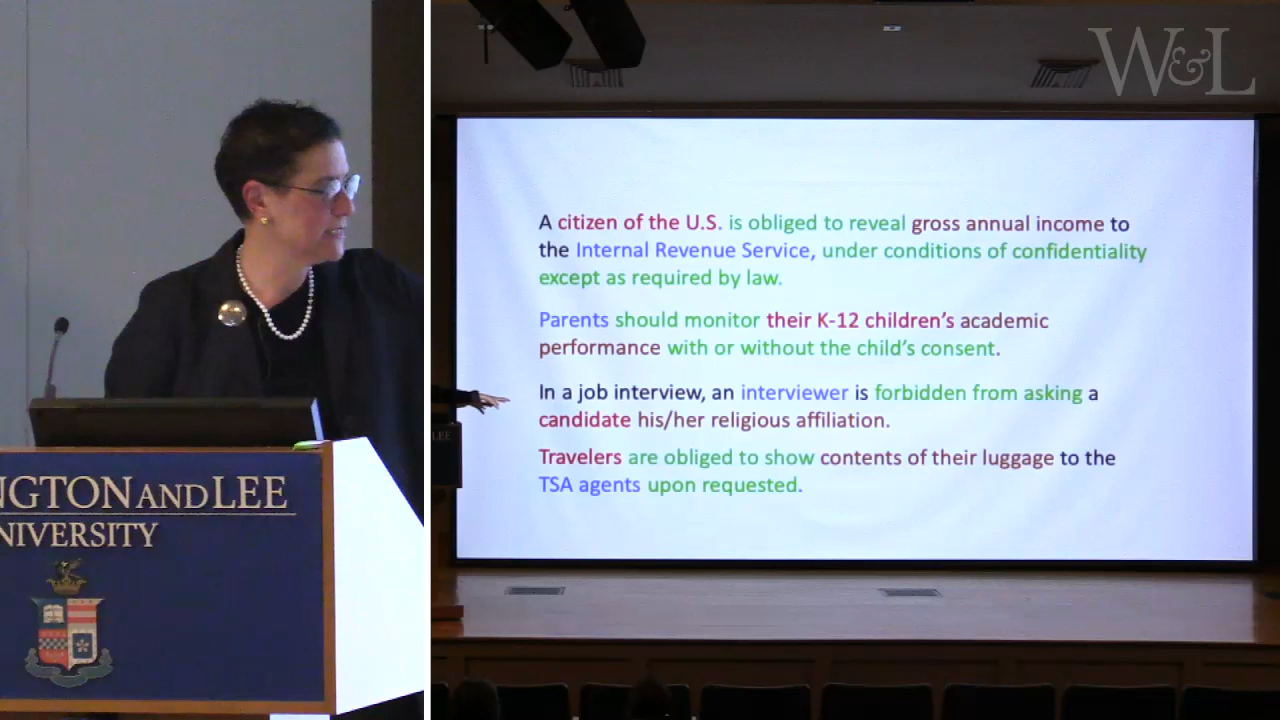 W&L
A citizen of the U.S. is obliged to reveal gross annual income to
the Internal Revenue Service, under conditions of confidentiality
except as required by law.
Parents should monitor their K-12 children's academic
performance with or without the child's consent.
In a job interview, an interviewer is forbidden from asking a
candidate his/her religious affiliation.
Travelers are obliged to show contents of their luggage to the
TSA agents upon requested.
NGTON AND LEE
NIVERSITY
LEE